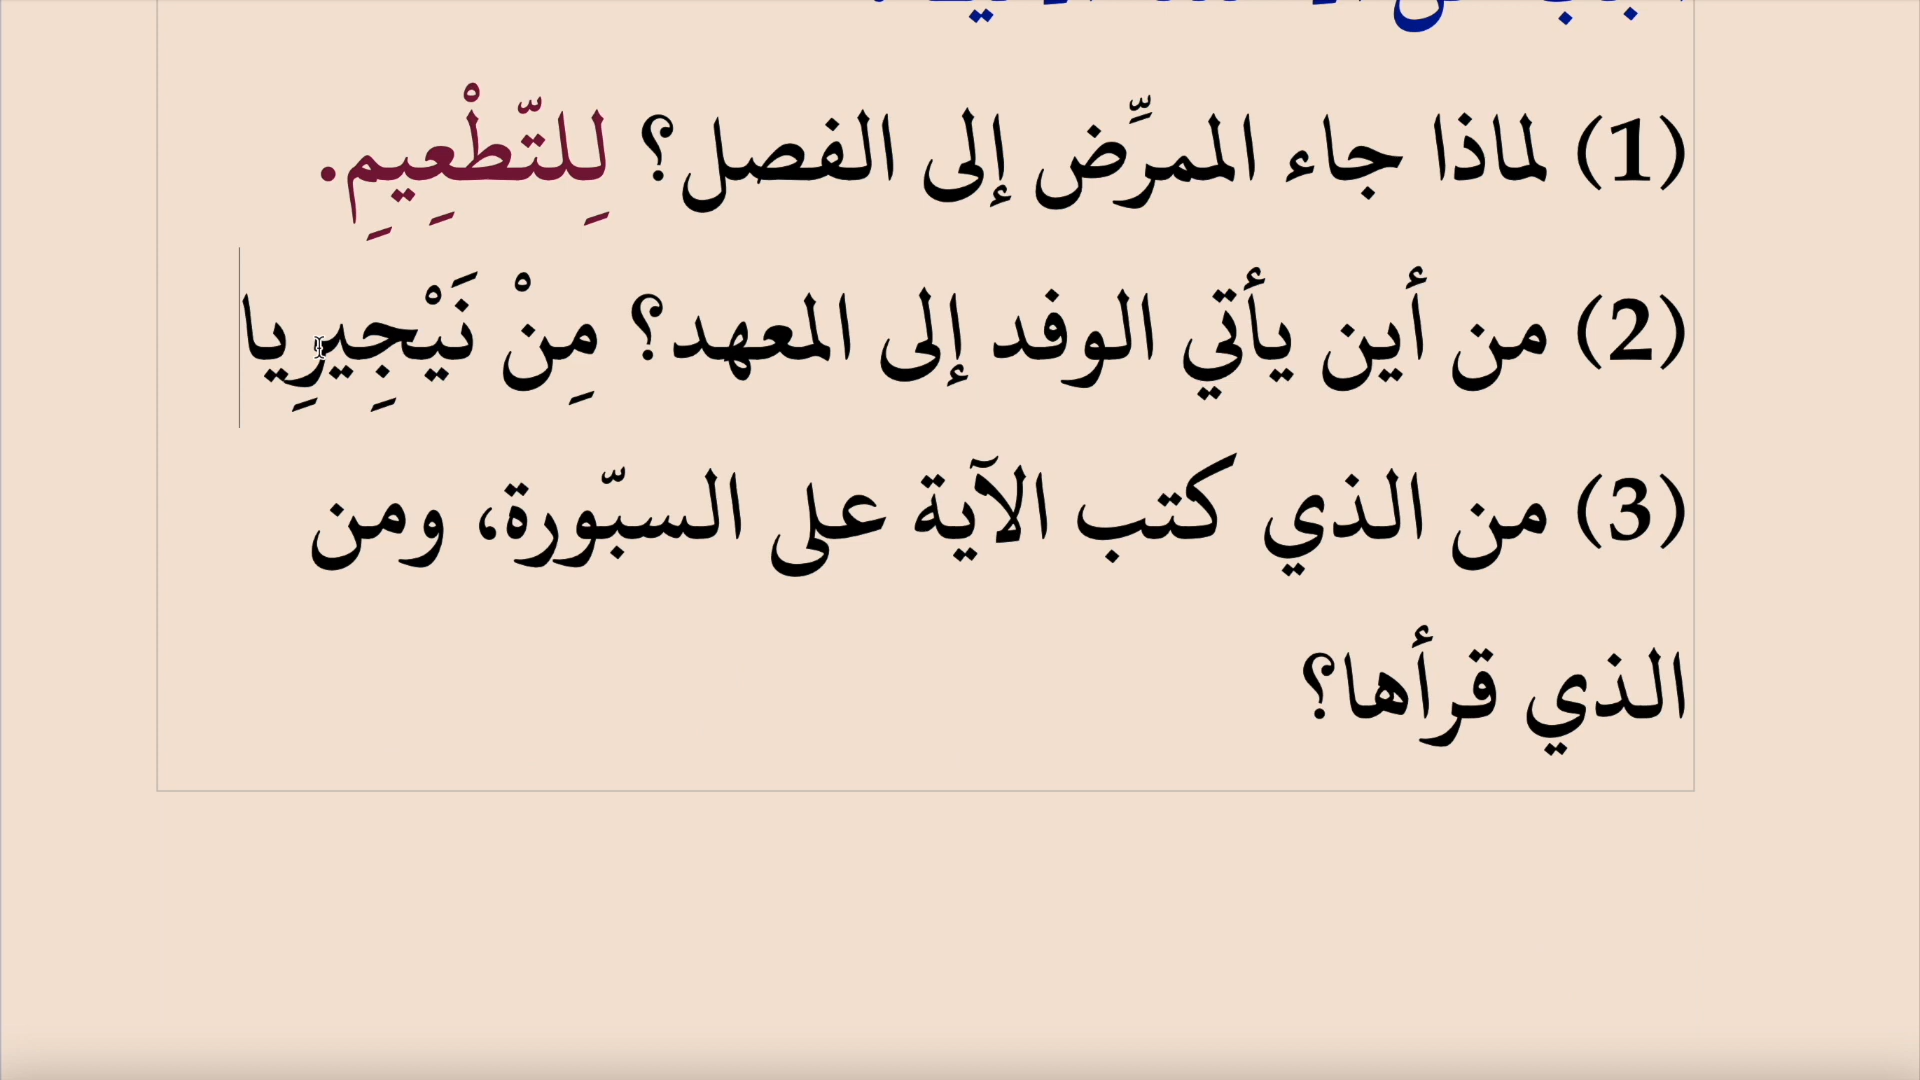 (1) لماذا جاء الممرِّض إلى الفصل؟ لِلتّطْعِيمِ.
(2) من أين يأتي الوفد إلى المعهد؟ مِنْ نَيْجِيرِيا
(3) من الذي كتب الآية على السبّورة، ومن
الذي قرأها؟